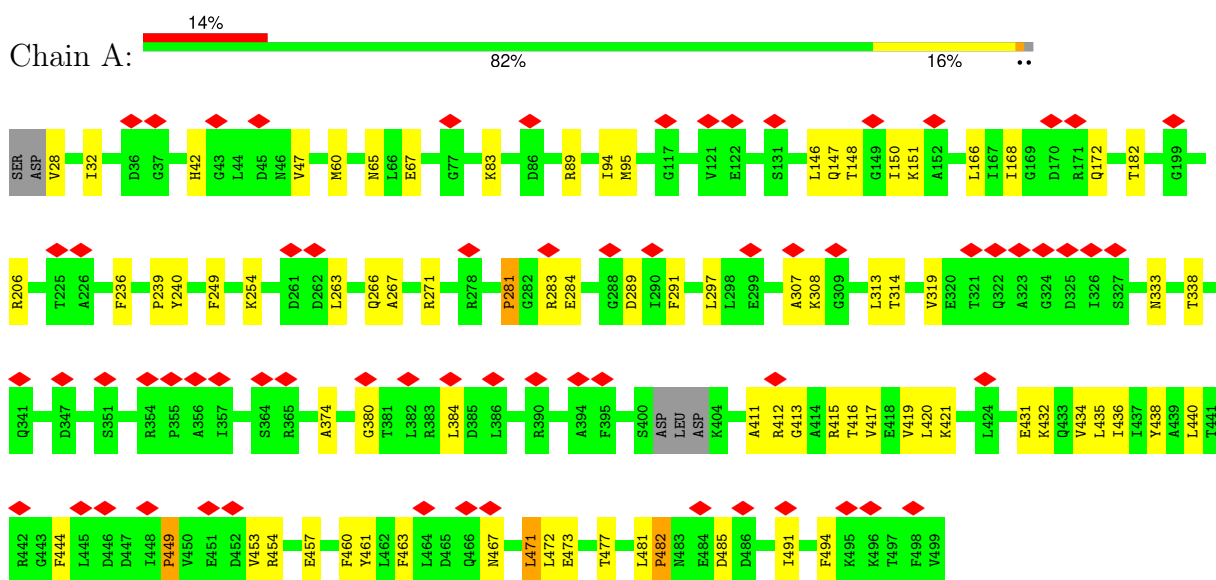 14%
Chain A:
82% 16% ••
SER ASP V28 I32 D36 G37 H42 G43 L44 D45 N46 V47 M60 N65 L66 E67 G77 K83 D86 R89 I94 M95 G117 V121 E122 S131 L146 Q147 T148 G149 I150 K151 A152 L166 I167 I168 G169 D170 R171 Q172 T182 G199
R206 T225 A226 F236 P239 Y240 F249 K254 D261 D262 L263 Q266 A267 R271 R278 P281 G282 R283 E284 G288 D289 I290 F291 L297 L298 F299 A307 K308 G309 L313 T314 V319 E320 T321 Q322 A323 G324 D325 I326 S327 N333 T338
Q341 D347 S351 R354 P355 A356 I357 S364 R365 A374 G380 T381 L382 R383 L384 D385 L386 R390 A394 F395 S400 ASP LEU ASP K404 A411 R412 G413 A414 R415 T416 V417 E418 V419 L420 K421 L424 E431 K432 Q433 V434 L435 I436 I437 Y438 A439 L440 T441
R442 G443 F444 L445 D446 D447 I448 P449 V450 E451 D452 V453 R454 E457 F460 Y461 L462 F463 L464 D465 Q466 N467 L471 L472 E473 T477 L481 P482 N483 E484 D485 D486 I491 F494 K495 K496 T497 F498 V499